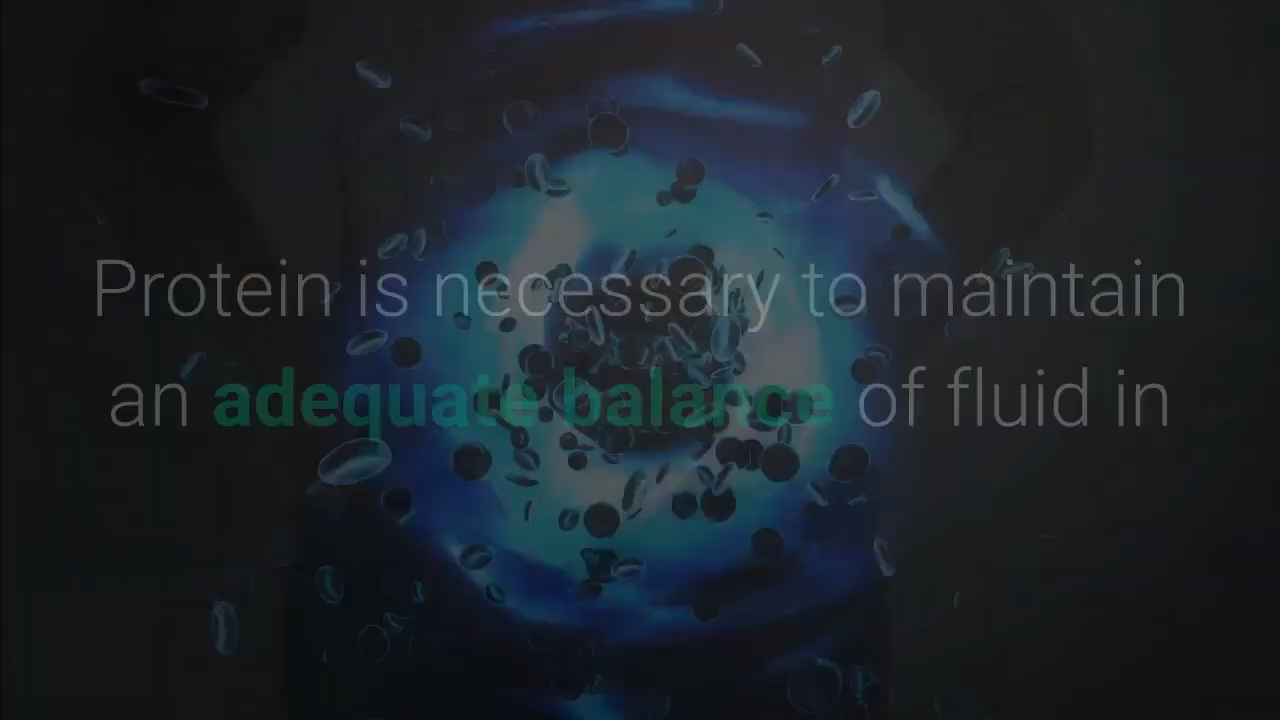 Protein is necessary to maintain
an adequate balance of fluid in